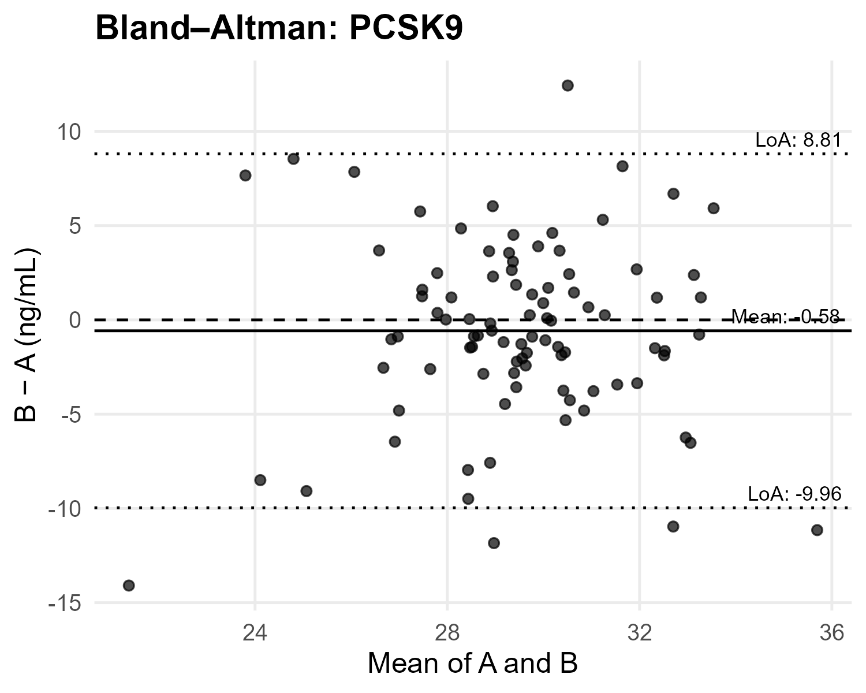 Bland–Altman: PCSK9
B − A (ng/mL)
10
5
0
-5
-10
-15
LoA: 8.81
Mean: -0.58
LoA: -9.96
24
28
32
36
Mean of A and B